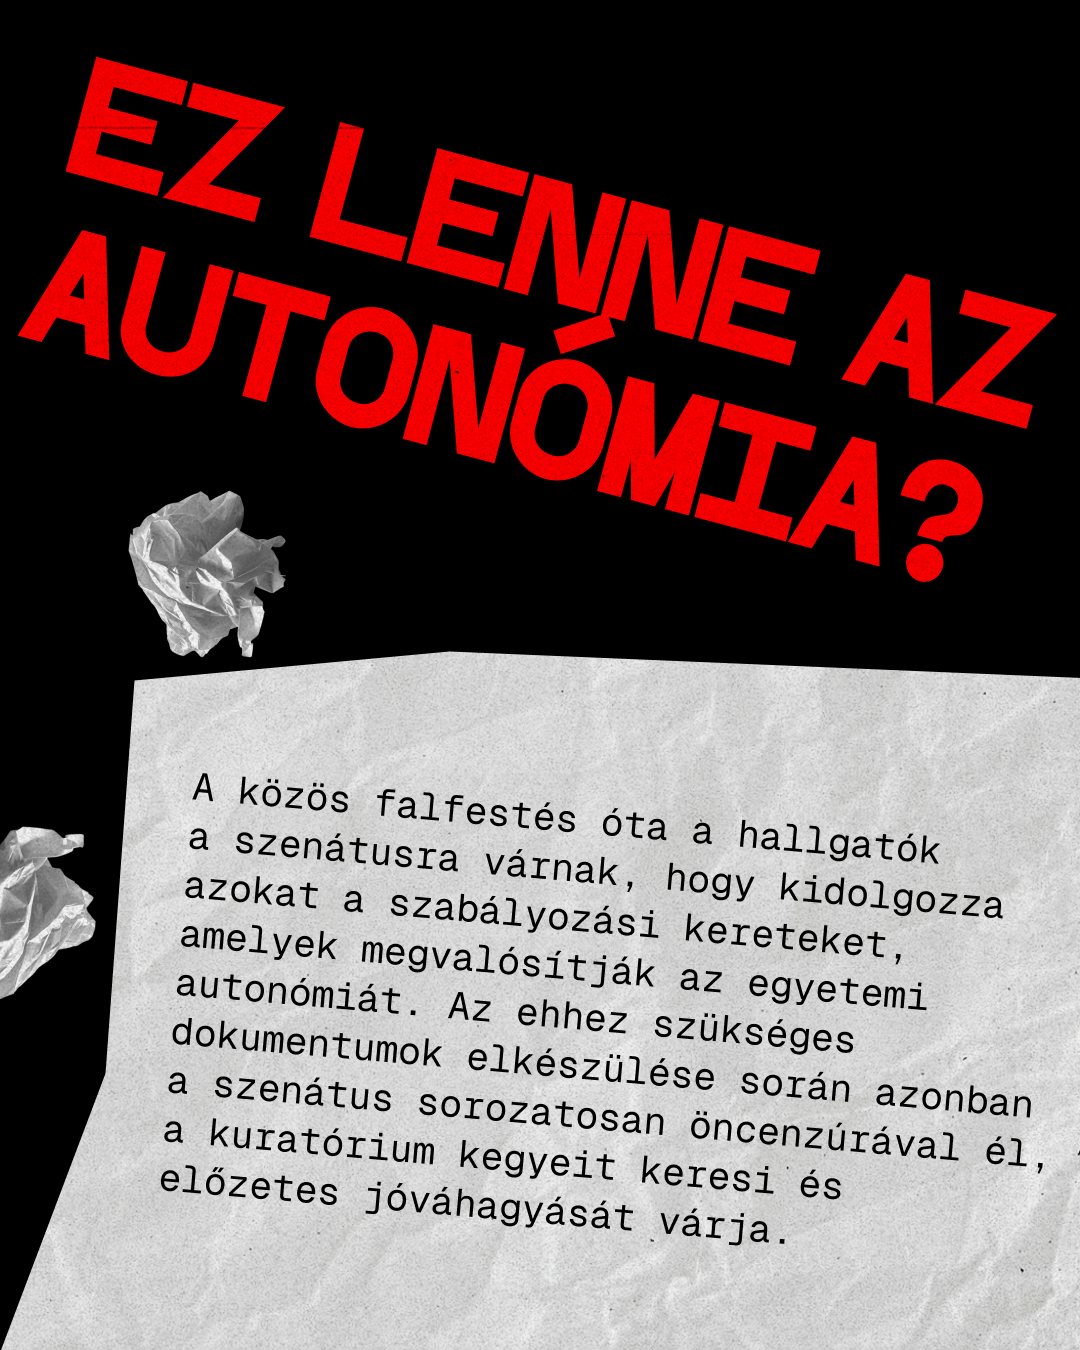 EZ LENNE AZ
AUTONÓMIA?
A közös falfestés óta a hallgatók
a szenátusra várnak, hogy kidolgozza
azokat a szabályozási kereteket,
amelyek megvalósítják az egyetemi
autonómiát. Az ehhez szükséges
dokumentumok elkészülése során azonban
a szenátus sorozatosan öncenzúrával él,
a kuratórium kegyeit keresi és
előzetes jóváhagyását várja.